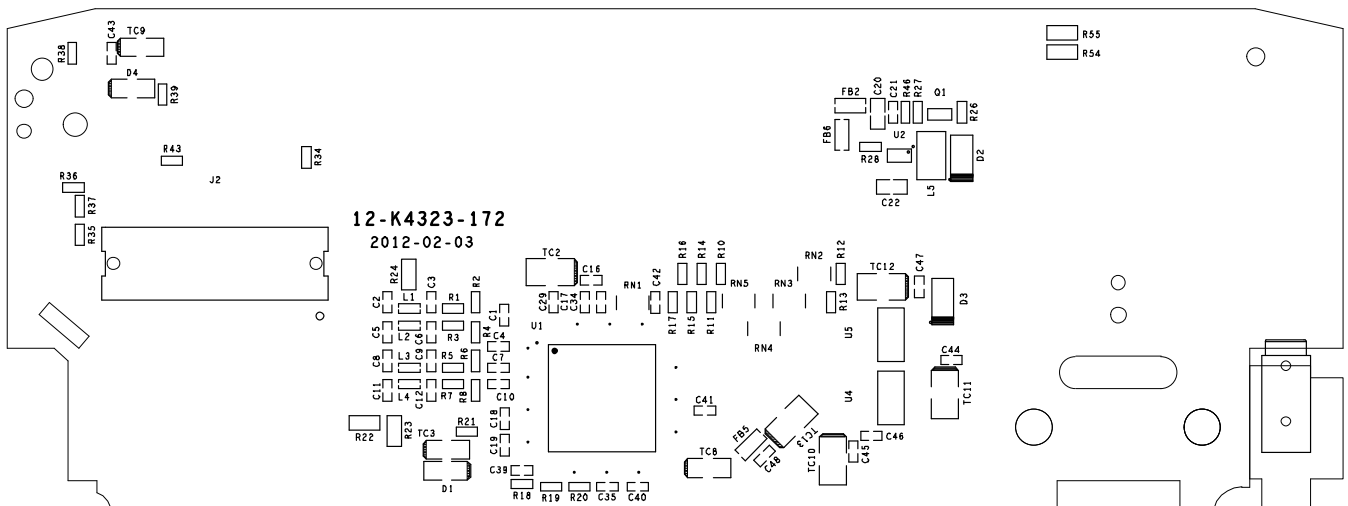 C43
TC9
R55
R38
R54
D4
R39
FB2
C20
C21
R46
R27
Q1
R26
FB6
U2
R43
R34
R28
D2
J2
R36
C22
L5
R37
12-K4323-172
R35
2012-02-03
TC2
C16
R16
R14
R10
RN2
R12
TC12
C47
R24
C3
R2
RN1
C42
RN5
RN3
D3
C2
L1
R1
C1
C29
C17
C34
R13
R17
R15
R11
U1
U5
C5
L2
C6
R3
R4
C4
RN4
C8
L3
C9
R5
R6
C7
C44
C11
L4
C12
R7
R8
C10
C41
U4
TC11
R22
R23
TC3
R21
C18
C19
FB5
TC13
C46
C48
TC10
C45
TC8
D1
C39
R18
R19
R20
C35
C40